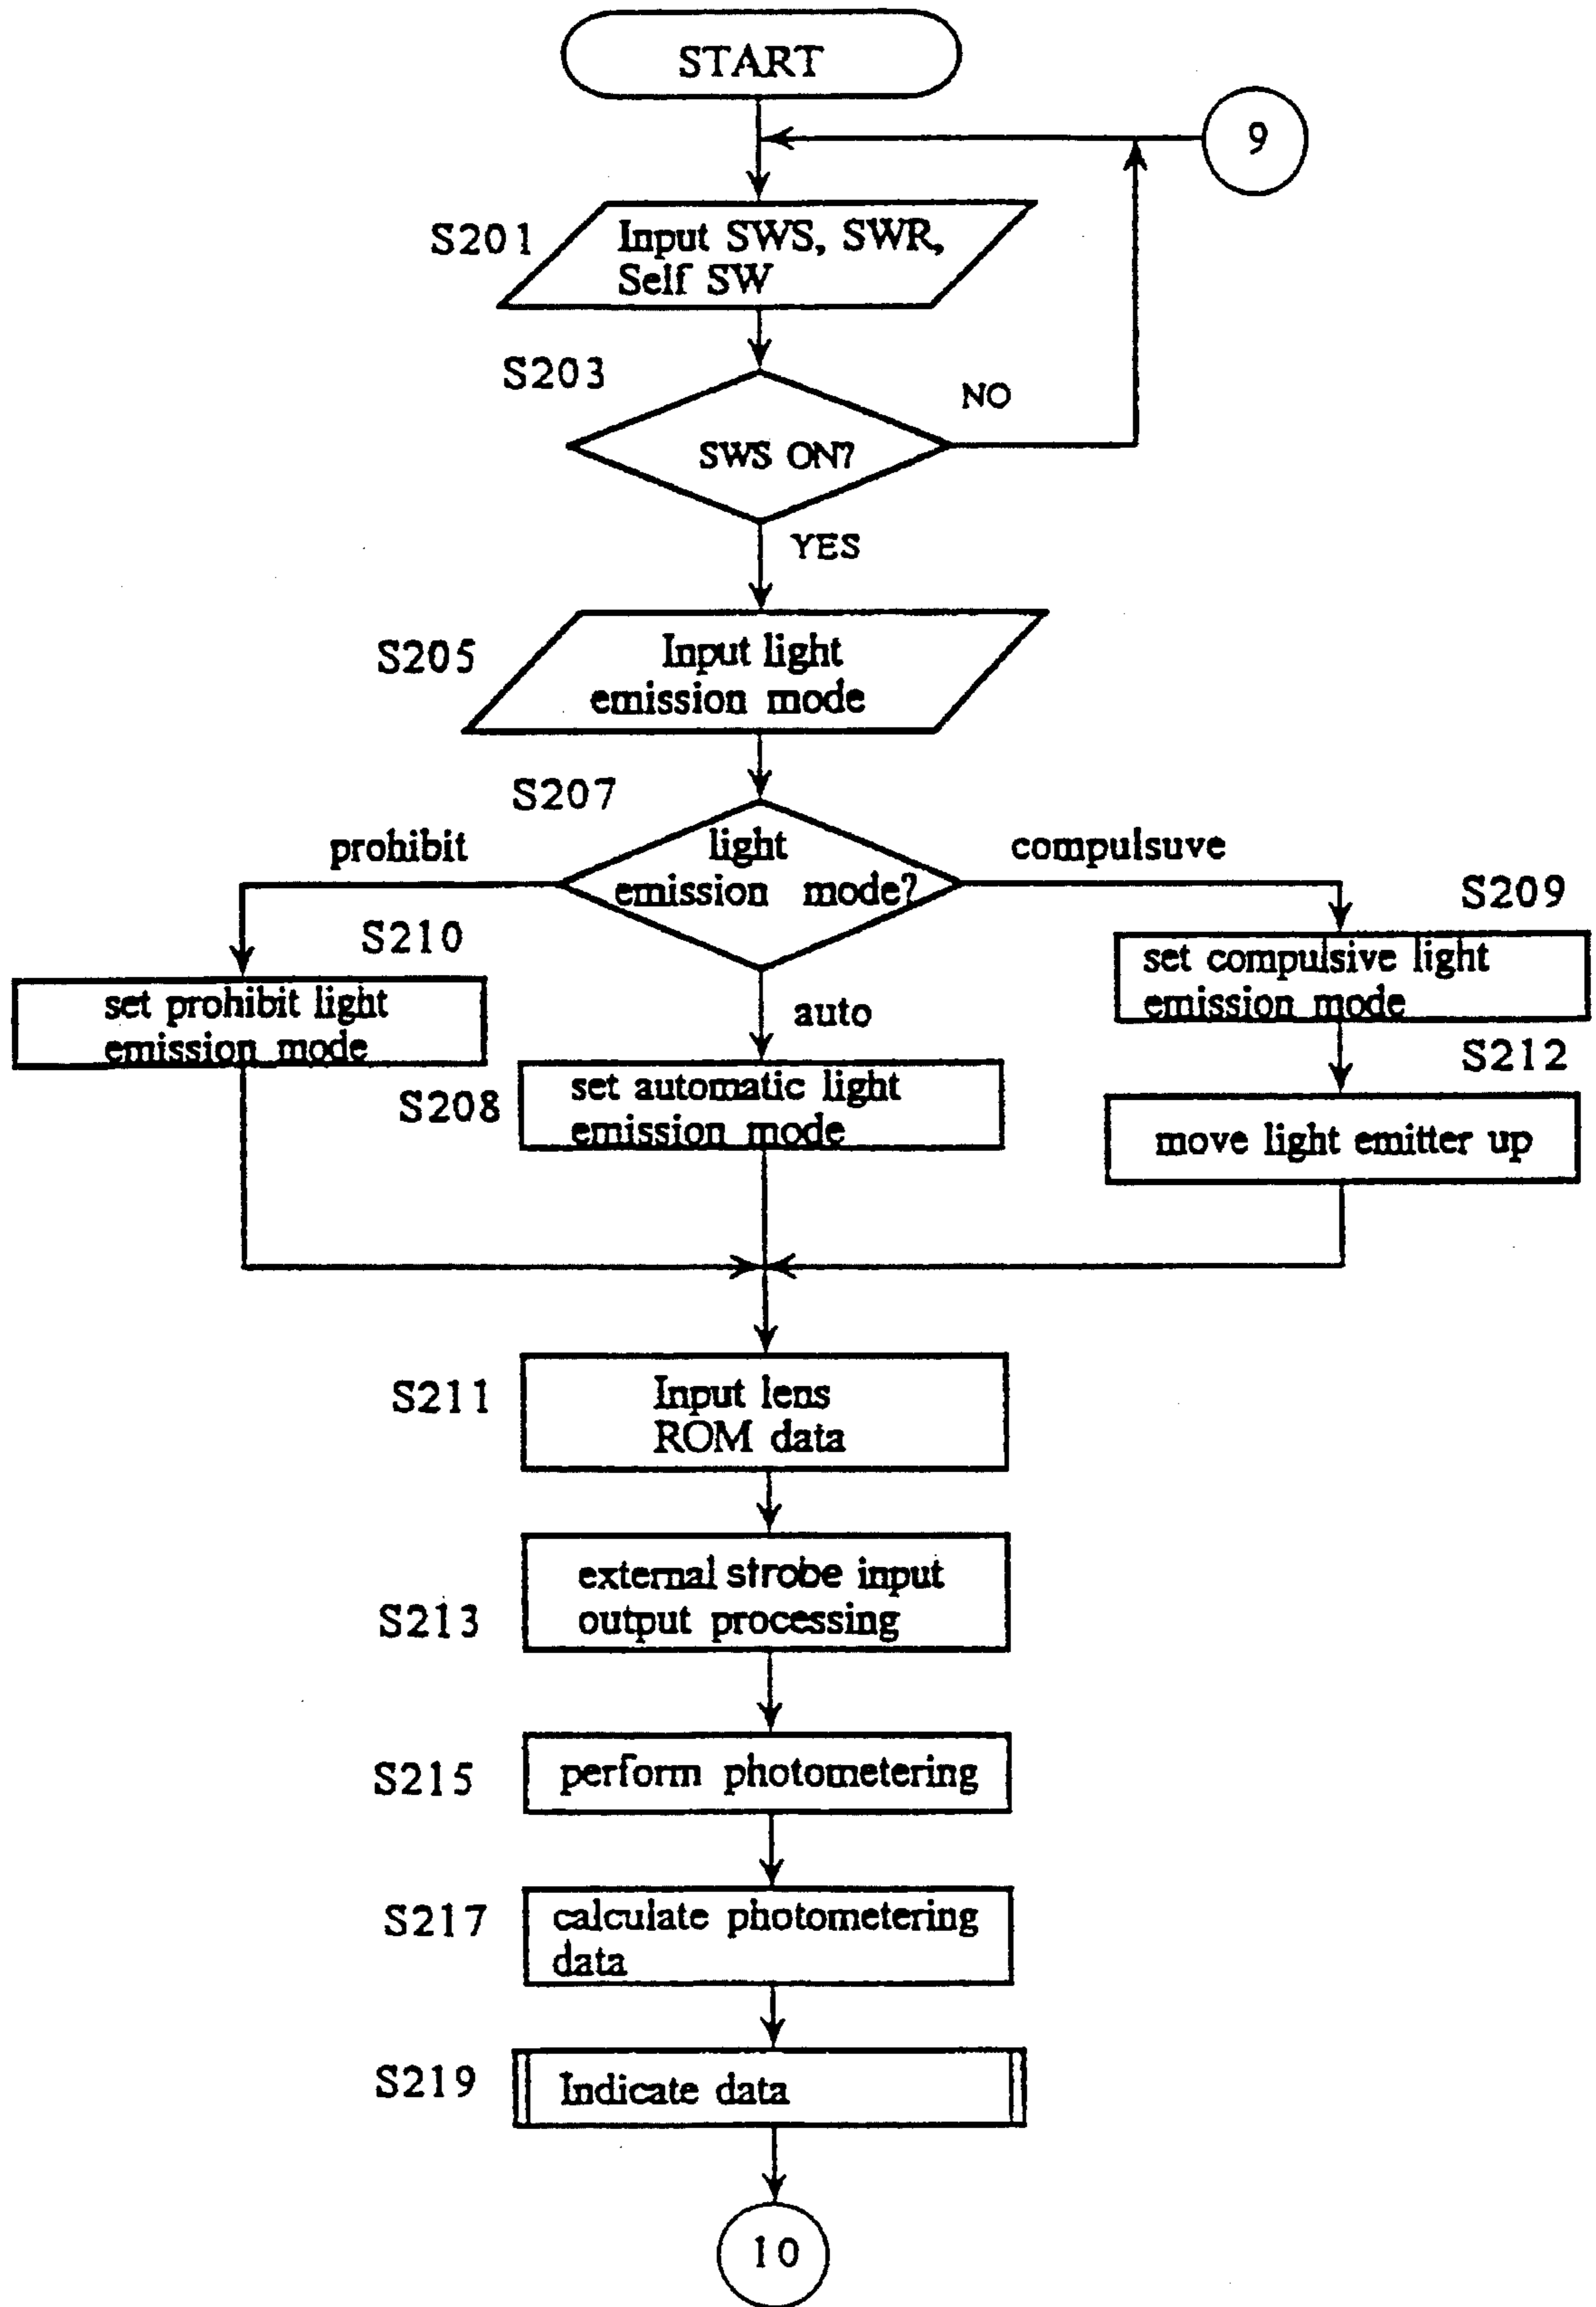 START
9
S201
Input SWS, SWR,
Self SW
S203
NO
SWS ON?
YES
S205
Input light
emission mode
S207
prohibit
light
emission mode?
compulsuve
S209
S210
set compulsive light
emission mode
set prohibit light
emission mode
auto
S212
S208
set automatic light
emission mode
move light emitter up
S211
Input lens
ROM data
S213
external strobe input
output processing
S215
perform photometering
S217
calculate photometering
data
S219
Indicate data
10